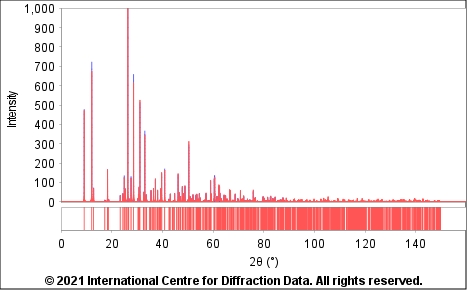 1,000
900
800
700
600
500
400
300
200
100
0
Intensity
0 20 40 60 80 100 120 140
2θ (°)
© 2021 International Centre for Diffraction Data. All rights reserved.